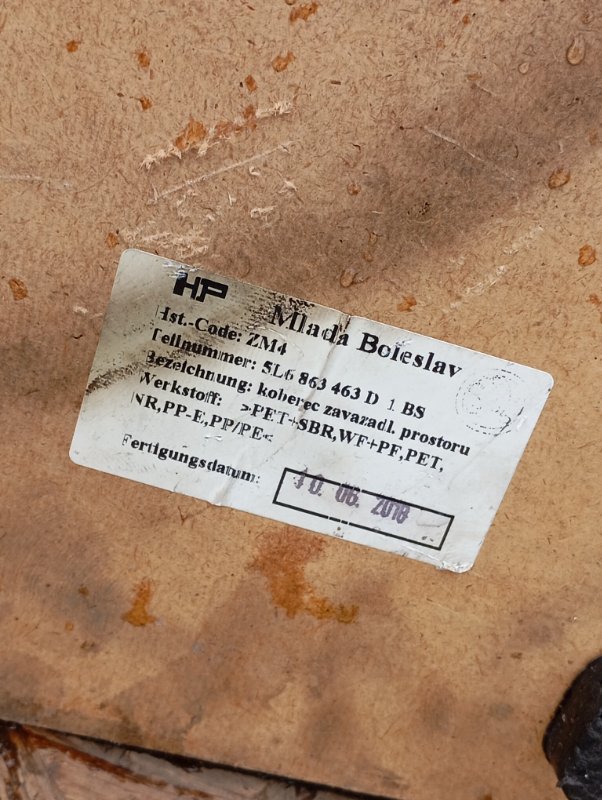 HP
Mlada Boleslav
Hst.-Code: ZM4
Teilnummer: 5L6 863 463 D 1 BS
Bezeichnung: koberec zavazadl. prostoru
Werkstoff: >PET+SBR,WF+PF,PET,
NR,PP-E,PP/PE<
Fertigungsdatum:
10. 06. 2018